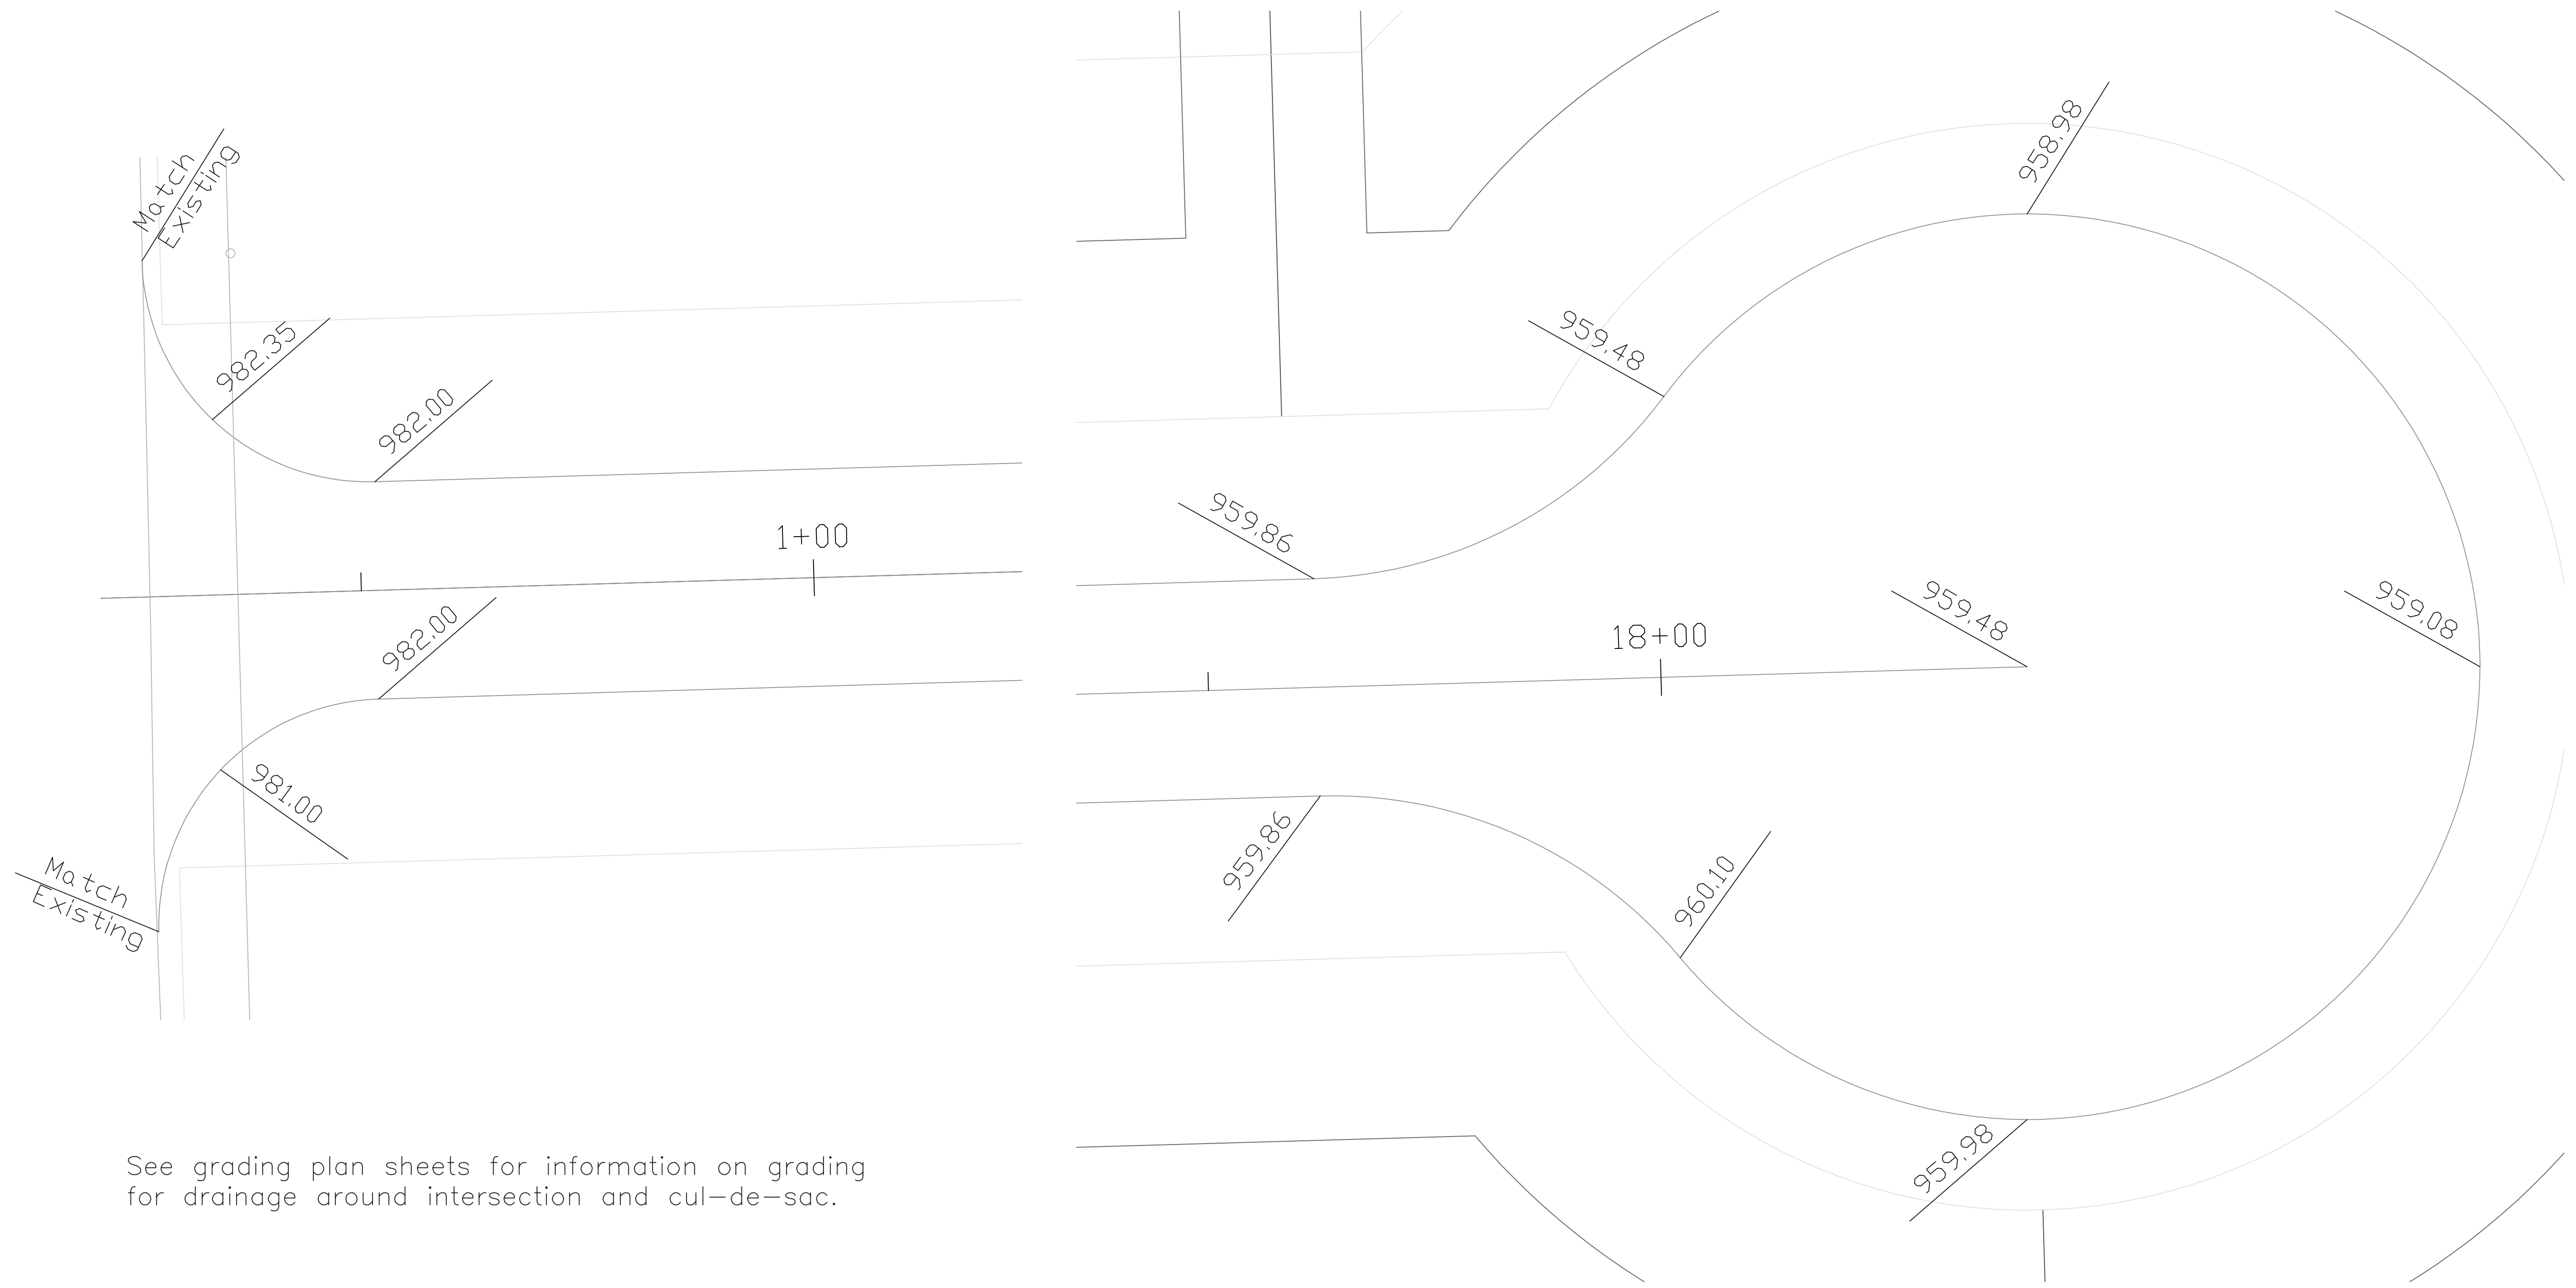 Match
Existing
982.35
982.00
1+00
982.00
981.00
Match
Existing
See grading plan sheets for information on grading
for drainage around intersection and cul-de-sac.
958.98
959.48
959.86
959.48
959.08
18+00
959.86
960.10
959.98